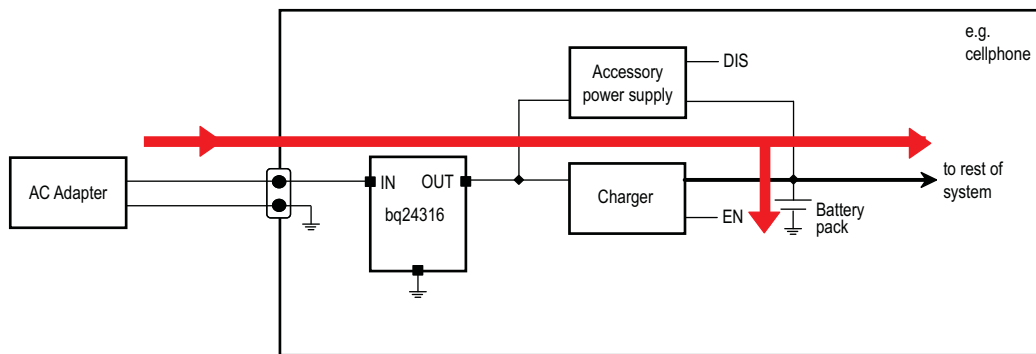 e.g.
cellphone
Accessory
power supply
DIS
AC Adapter
IN
OUT
bq24316
Charger
EN
Battery
pack
to rest of
system